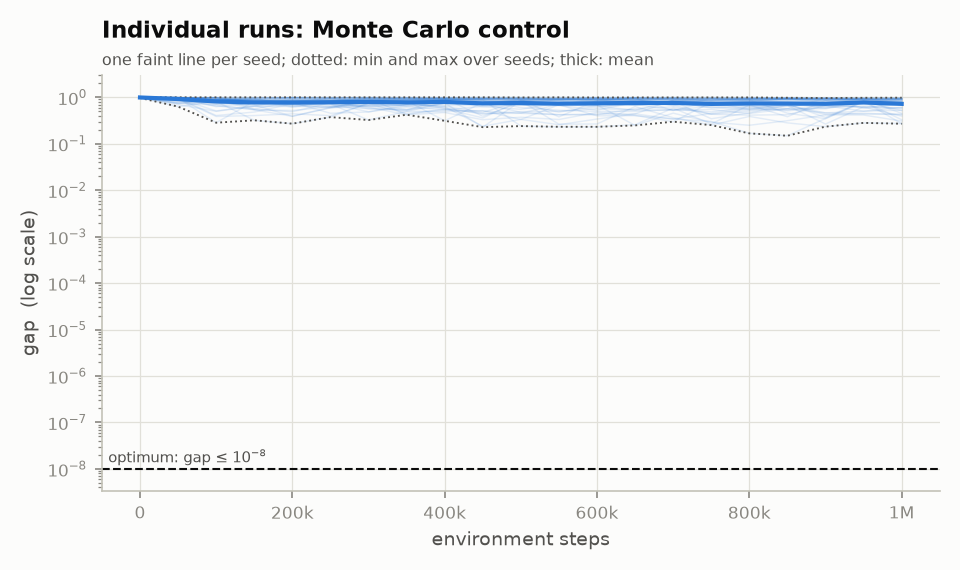 Individual runs: Monte Carlo control
one faint line per seed; dotted: min and max over seeds; thick: mean
gap (log scale)
10⁰
10⁻¹
10⁻²
10⁻³
10⁻⁴
10⁻⁵
10⁻⁶
10⁻⁷
10⁻⁸
optimum: gap ≤ 10⁻⁸
0 200k 400k 600k 800k 1M
environment steps